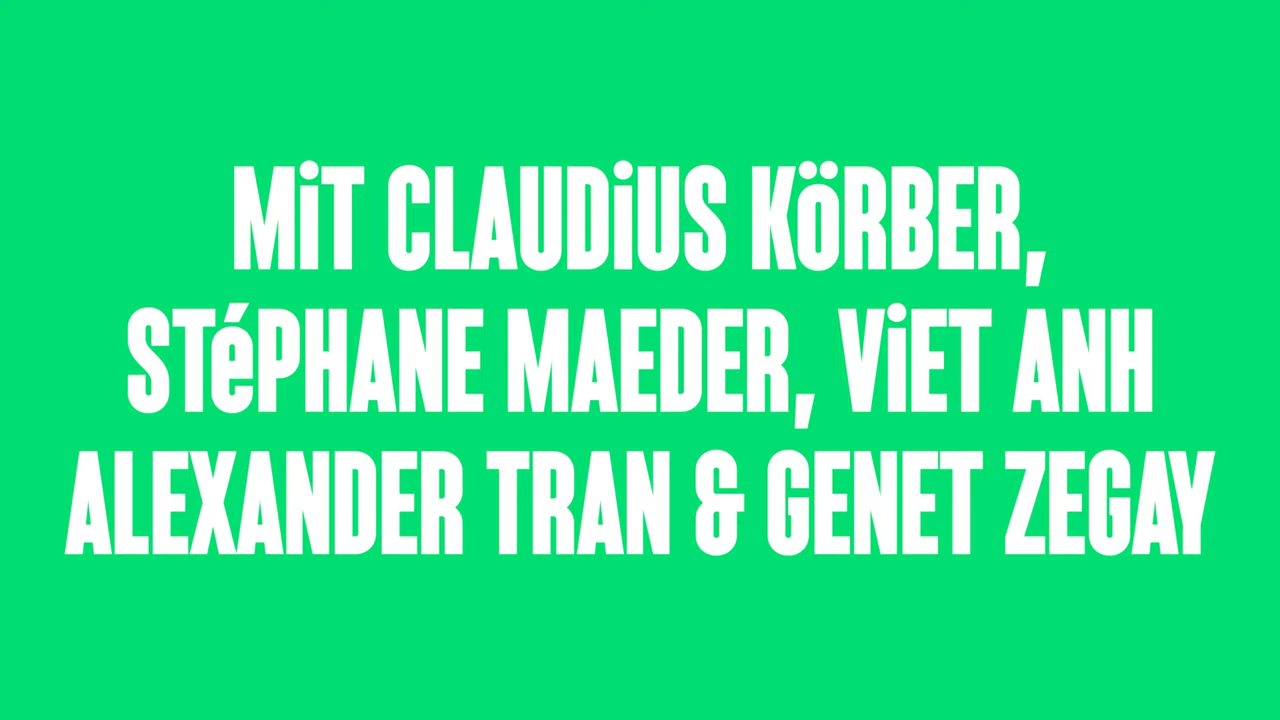 MiT CLAUDiUS KöRBER,
STéPHANE MAEDER, ViET ANH
ALEXANDER TRAN & GENET ZEGAY